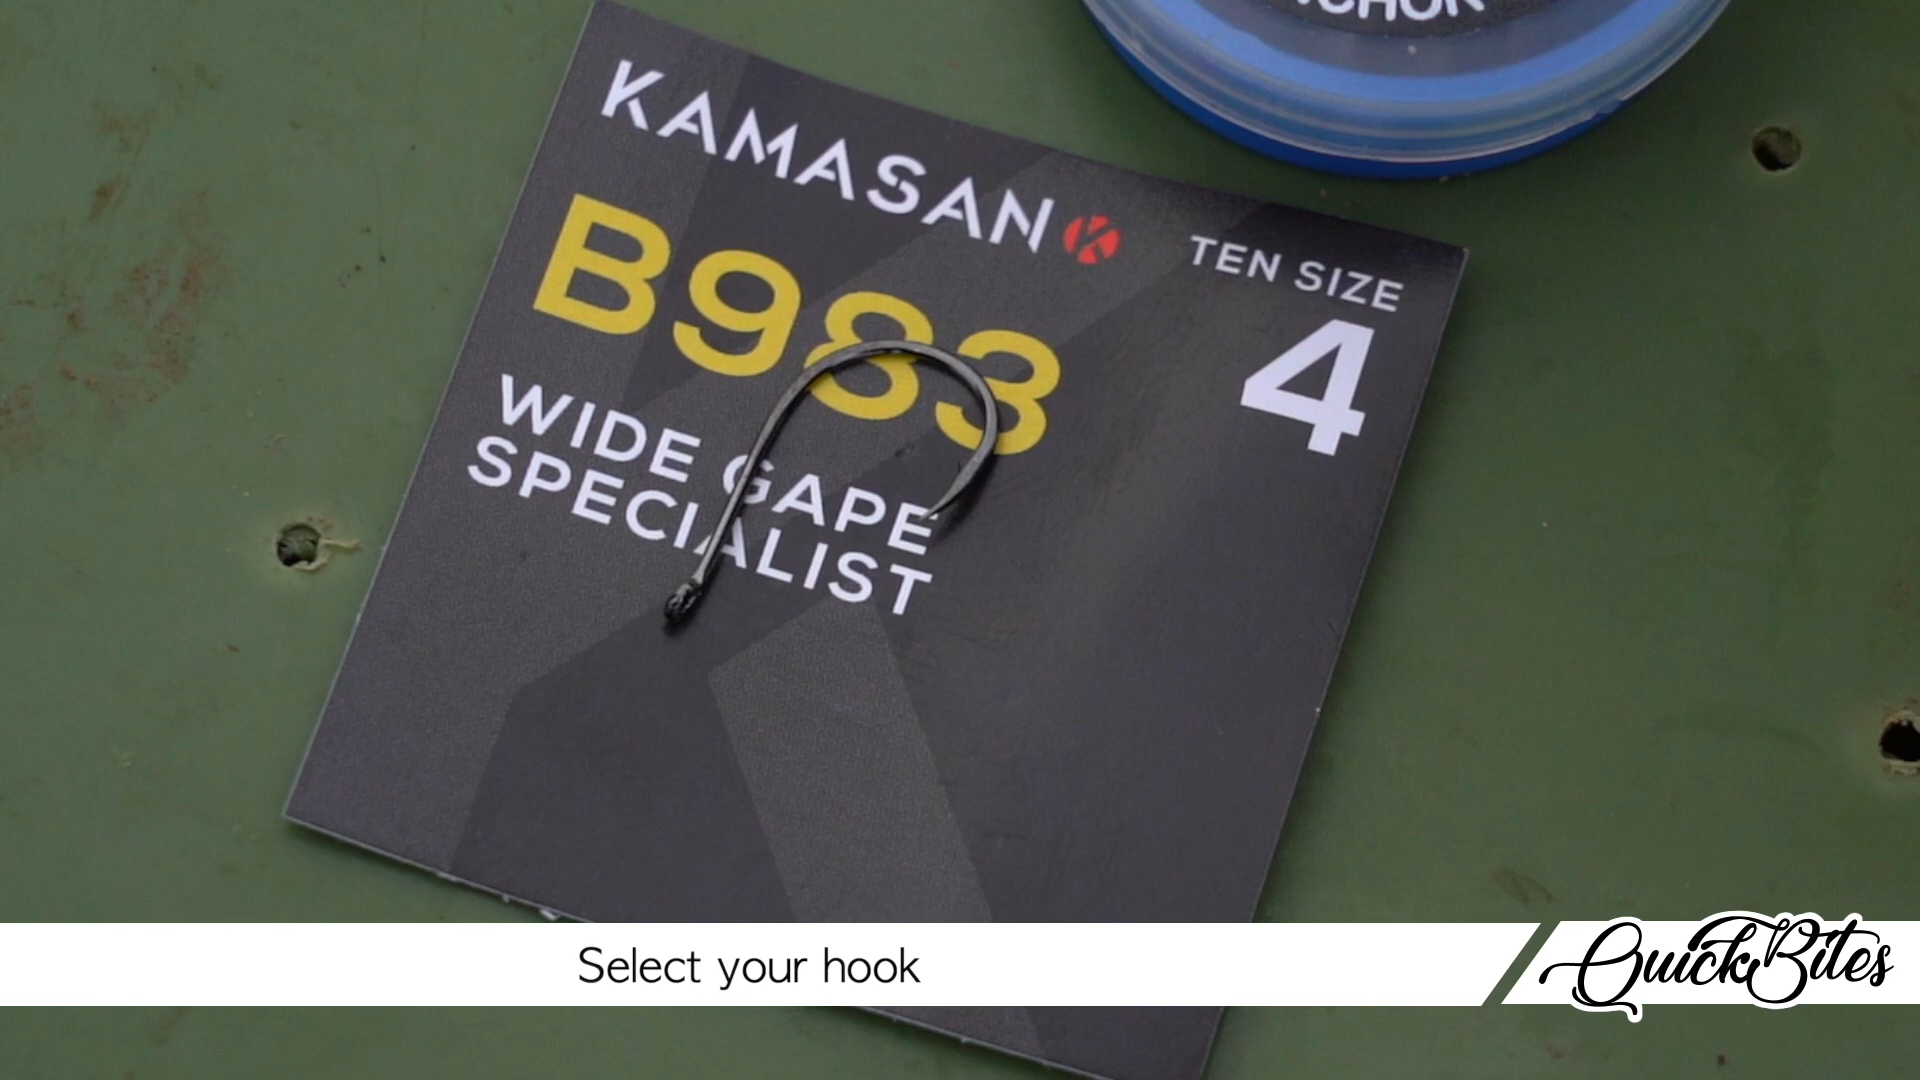 KAMASAN
B983
WIDE GAPE
SPECIALIST
TEN SIZE
4
Select your hook
QuickBites